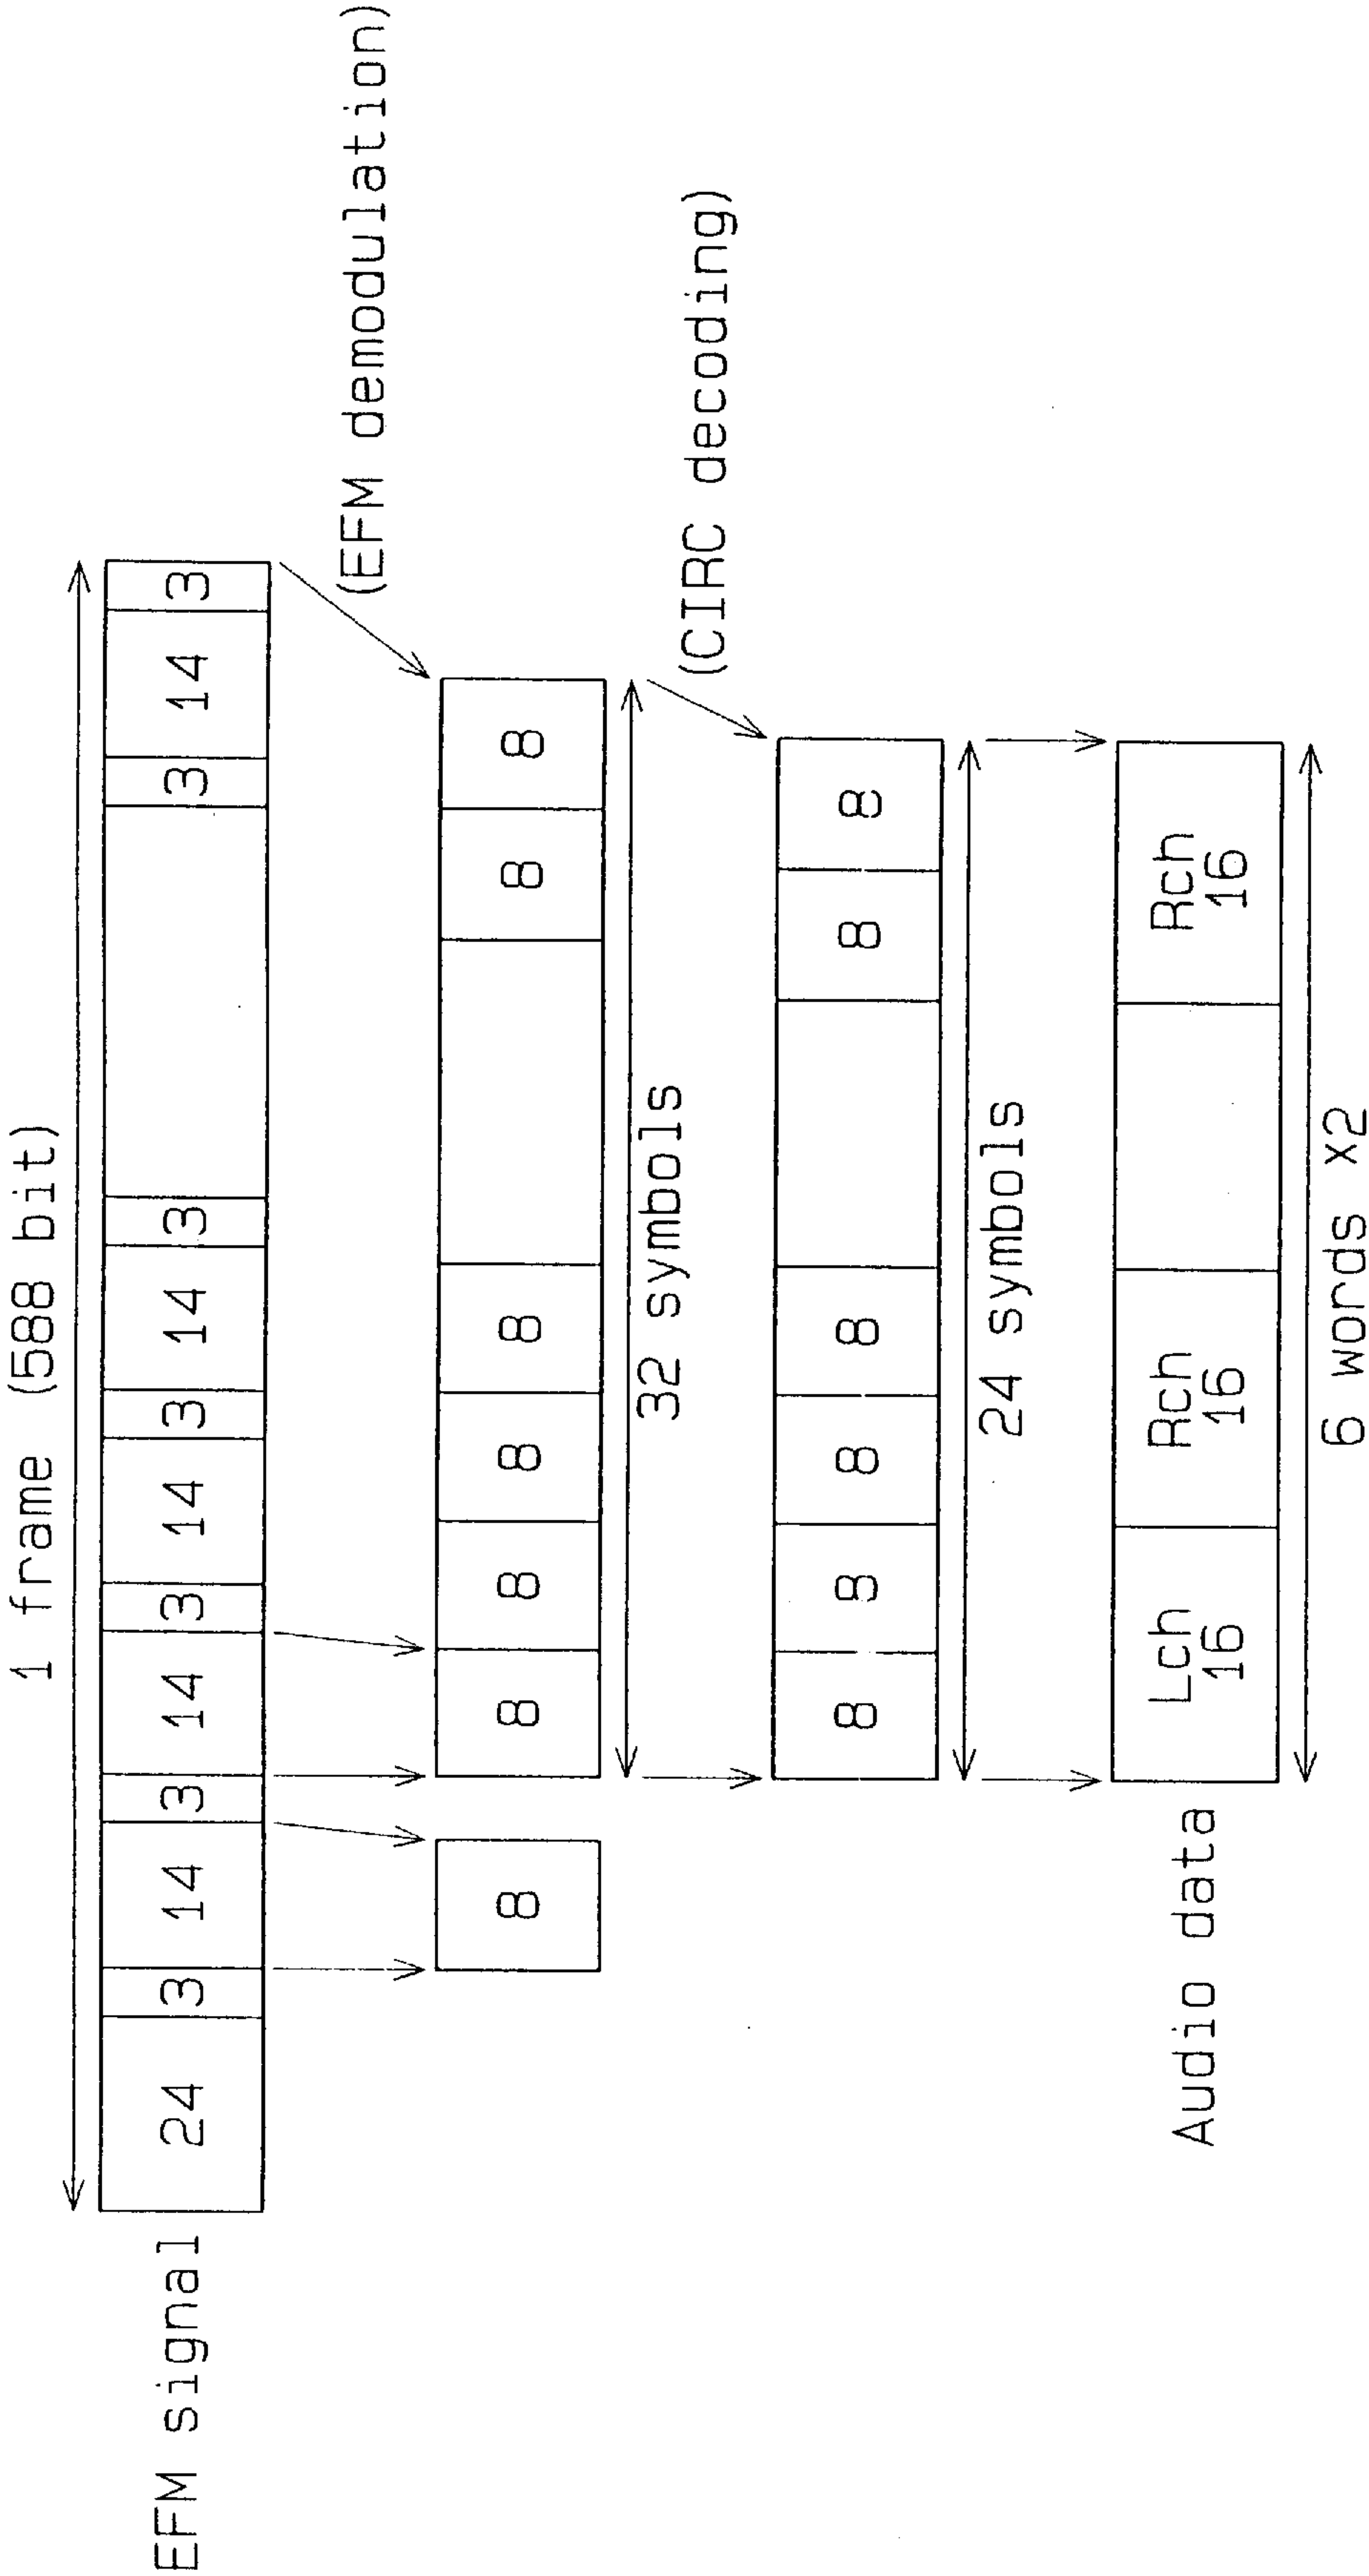 1 frame (588 bit)
EFM signal
24 3 14 3 14 3 14 3 14 3 3 14 3
(EFM demodulation)
8 8 8 8 8 8 8
32 symbols
(CIRC decoding)
8 8 8 8 8 8
24 symbols
Audio data
Lch Rch Rch
16 16 16
6 words x2